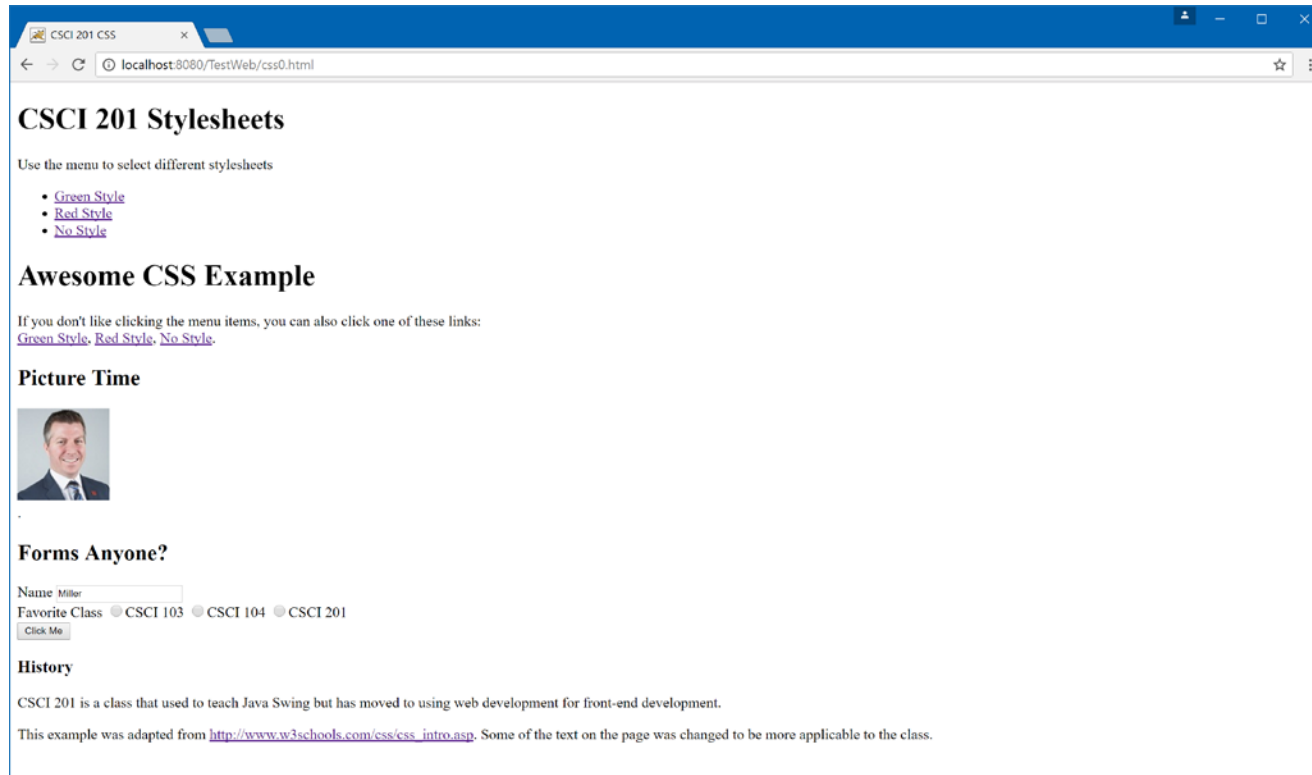 CSCI 201 CSS
localhost:8080/TestWeb/css0.html
CSCI 201 Stylesheets
Use the menu to select different stylesheets
• Green Style
• Red Style
• No Style
Awesome CSS Example
If you don't like clicking the menu items, you can also click one of these links:
Green Style, Red Style, No Style.
Picture Time
.
Forms Anyone?
Name Miller
Favorite Class CSCI 103 CSCI 104 CSCI 201
Click Me
History
CSCI 201 is a class that used to teach Java Swing but has moved to using web development for front-end development.
This example was adapted from http://www.w3schools.com/css/css_intro.asp. Some of the text on the page was changed to be more applicable to the class.